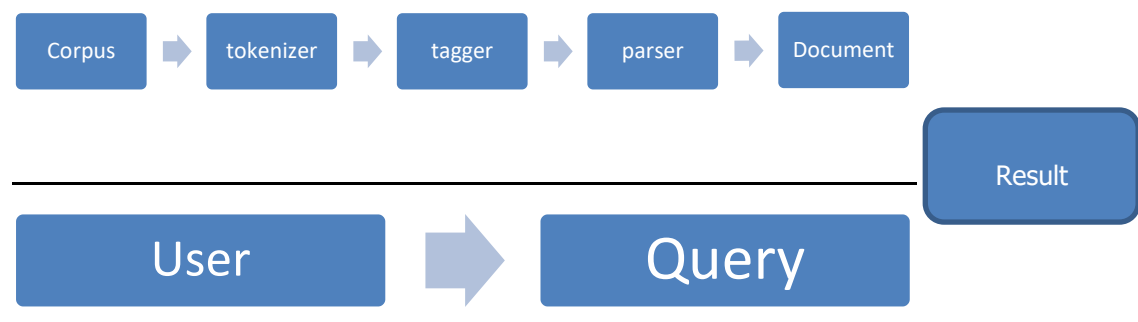 Corpus
tokenizer
tagger
parser
Document
Result
User
Query